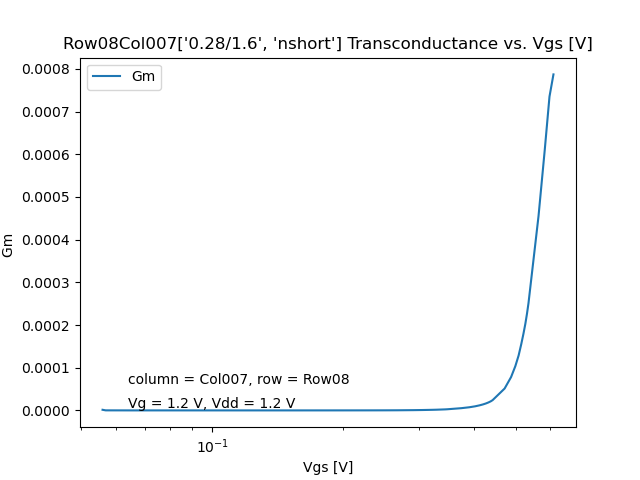 Row08Col007['0.28/1.6', 'nshort'] Transconductance vs. Vgs [V]
Gm
0.0008
0.0007
0.0006
0.0005
0.0004
0.0003
0.0002
0.0001
0.0000
Gm
column = Col007, row = Row08
Vg = 1.2 V, Vdd = 1.2 V
10⁻¹
Vgs [V]